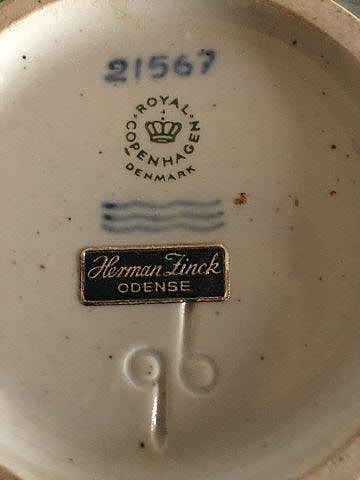 21567
ROYAL
COPENHAGEN
DENMARK
Herman Zinck
ODENSE